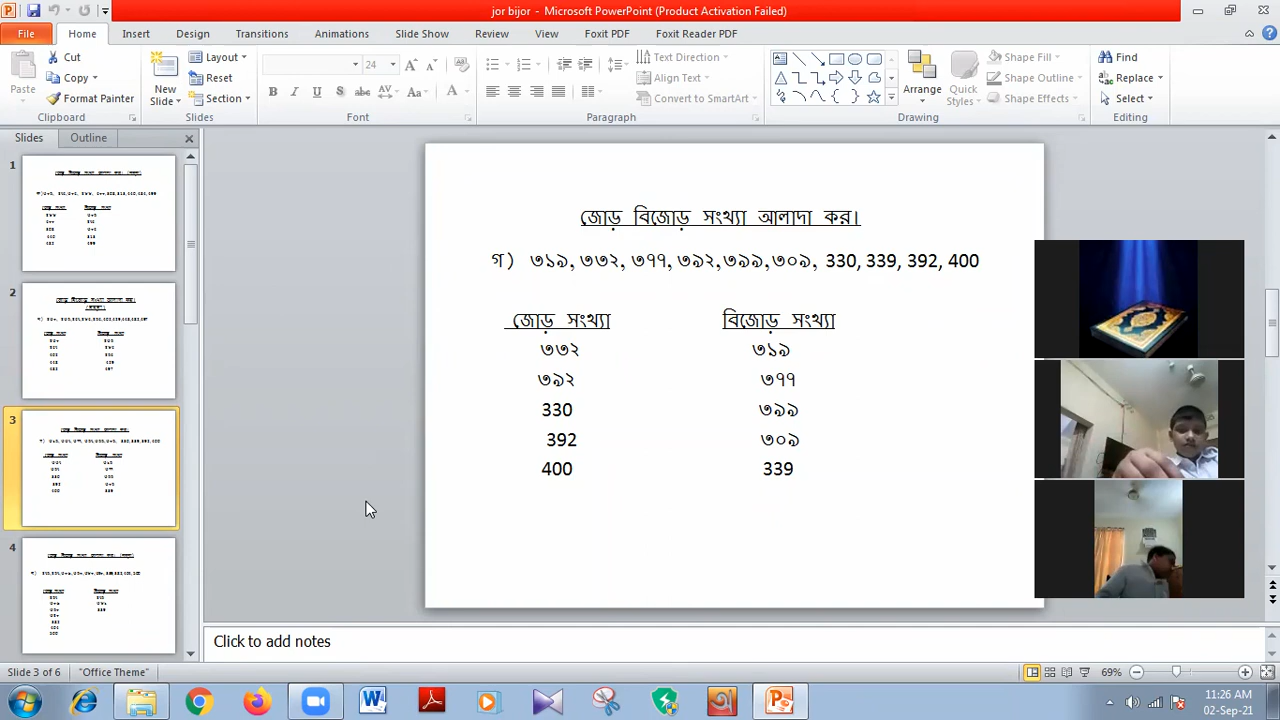 jor bijor - Microsoft PowerPoint (Product Activation Failed)
File Home Insert Design Transitions Animations Slide Show Review View Foxit PDF Foxit Reader PDF
Cut
Copy
Format Painter
Paste
Clipboard
New Slide
Layout
Reset
Section
Slides
24
Font
Text Direction
Align Text
Convert to SmartArt
Paragraph
Arrange
Quick Styles
Shape Fill
Shape Outline
Shape Effects
Drawing
Find
Replace
Select
Editing
Slides Outline
1
2
3
4
জোড় বিজোড় সংখ্যা আলাদা কর।
গ) ৩১৯, ৩৩২, ৩৭৭, ৩৯২,৩৯৯,৩০৯, 330, 339, 392, 400
জোড় সংখ্যা বিজোড় সংখ্যা
৩৩২ ৩১৯
৩৯২ ৩৭৭
330 ৩৯৯
392 ৩০৯
400 339
Click to add notes
Slide 3 of 6 "Office Theme" 69%
11:26 AM
02-Sep-21